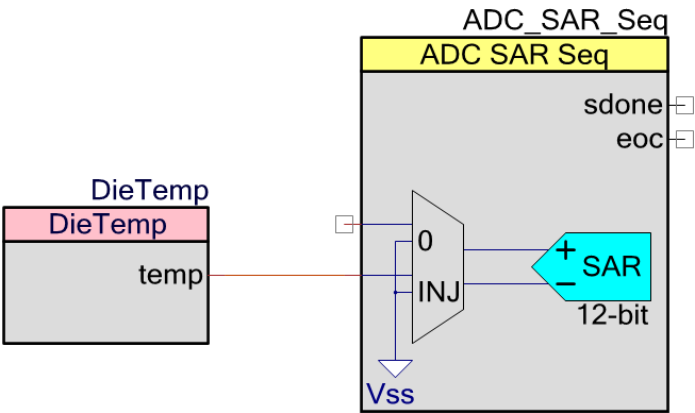 ADC_SAR_Seq
ADC SAR Seq
sdone
eoc
DieTemp
DieTemp
temp
0
INJ
+
−
SAR
12-bit
Vss